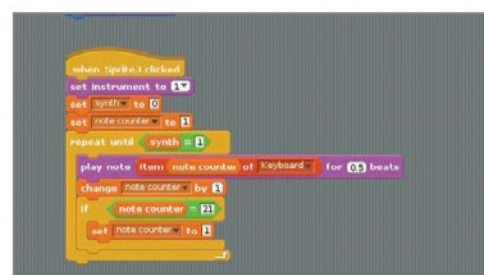 when Sprite1 clicked
set instrument to 1
set synth to 0
set note counter to 1
repeat until synth = 1
play note item note counter of Keyboard for 0.5 beats
change note counter by 1
if note counter = 21
set note counter to 1